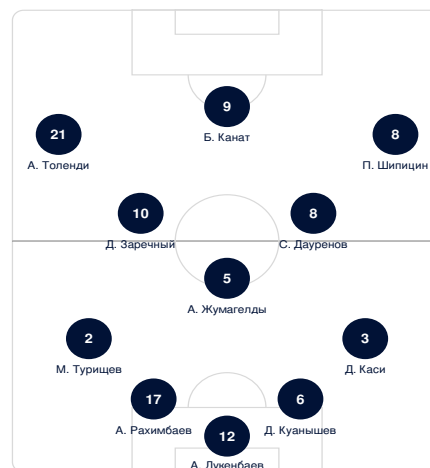 9
Б. Канат
21
А. Толенди
8
П. Шипицин
10
Д. Заречный
8
С. Дауренов
5
А. Жумагелды
2
М. Турищев
3
Д. Каси
17
А. Рахимбаев
6
Д. Куанышев
12
А. Лукенбаев